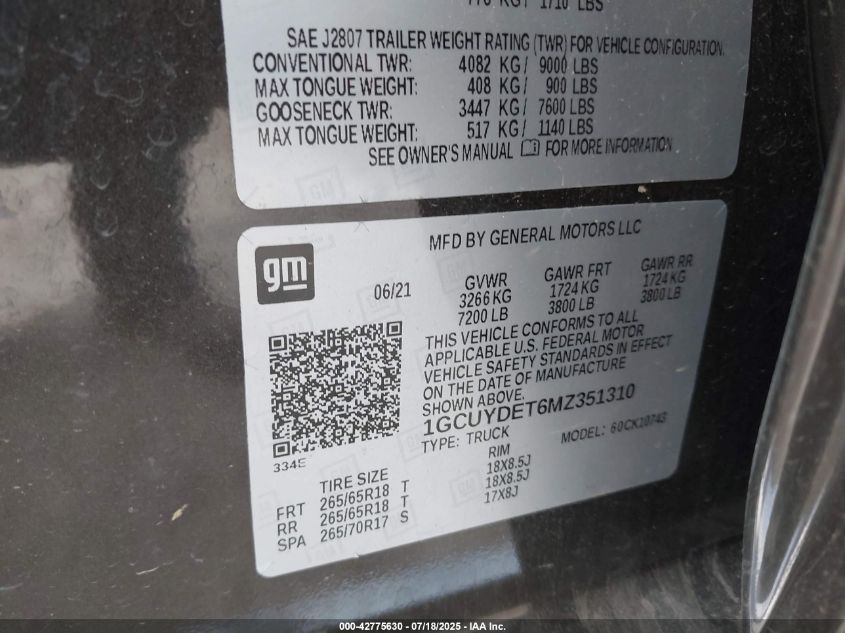 776 KG / 1710 LBS
SAE J2807 TRAILER WEIGHT RATING (TWR) FOR VEHICLE CONFIGURATION.
CONVENTIONAL TWR: 4082 KG / 9000 LBS
MAX TONGUE WEIGHT: 408 KG / 900 LBS
GOOSENECK TWR: 3447 KG / 7600 LBS
MAX TONGUE WEIGHT: 517 KG / 1140 LBS
SEE OWNER'S MANUAL FOR MORE INFORMATION
MFD BY GENERAL MOTORS LLC
gm
06/21
GVWR GAWR FRT GAWR RR
3266 KG 1724 KG 1724 KG
7200 LB 3800 LB 3800 LB
THIS VEHICLE CONFORMS TO ALL
APPLICABLE U.S. FEDERAL MOTOR
VEHICLE SAFETY STANDARDS IN EFFECT
ON THE DATE OF MANUFACTURE
SHOWN ABOVE.
1GCUYDET6MZ351310
TYPE: TRUCK MODEL: 60CK10743
334E
TIRE SIZE RIM
FRT 265/65R18 T 18X8.5J
RR 265/65R18 T 18X8.5J
SPA 265/70R17 S 17X8J
000-42775630 - 07/18/2025 - IAA Inc.